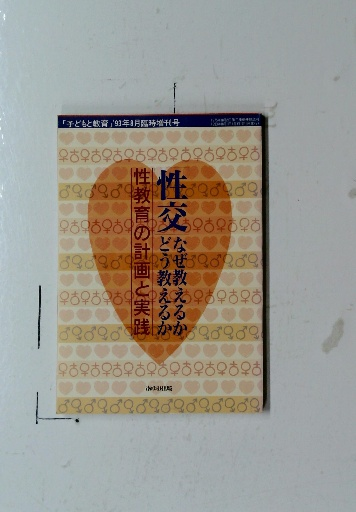 「子どもと教育」'93年8月臨時増刊号
性交
なぜ教えるか
どう教えるか
性教育の計画と実践